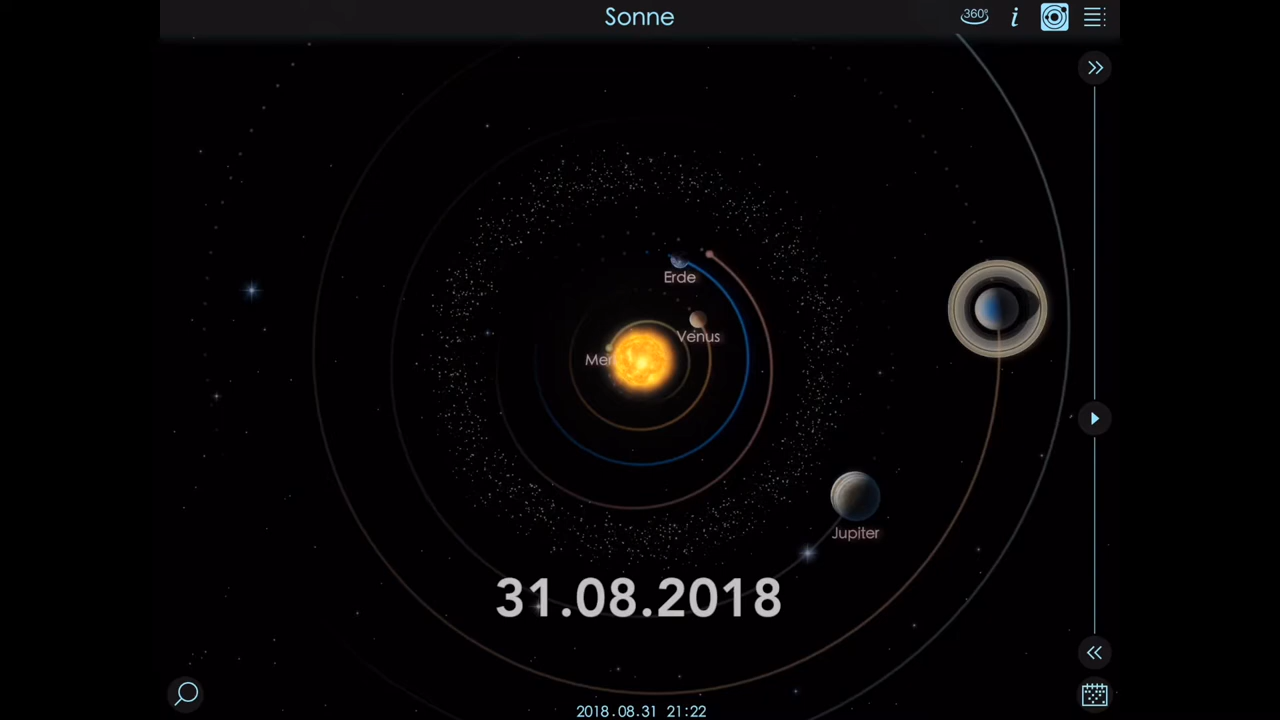 Sonne
360°
i
Erde
Venus
Mer
Jupiter
31.08.2018
2018.08.31 21:22